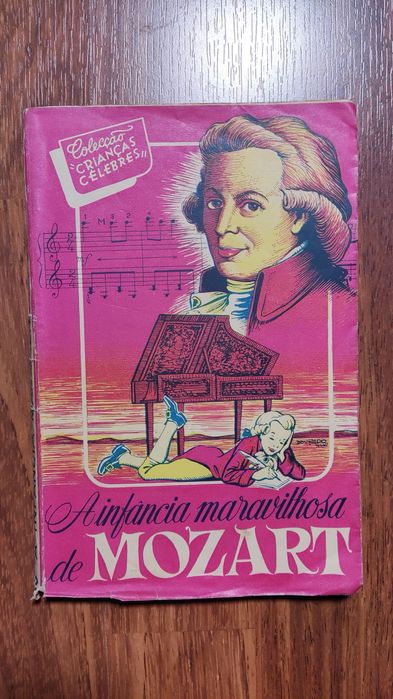 Colecção
"CRIANÇAS
CÉLEBRES"
A infância maravilhosa
de MOZART